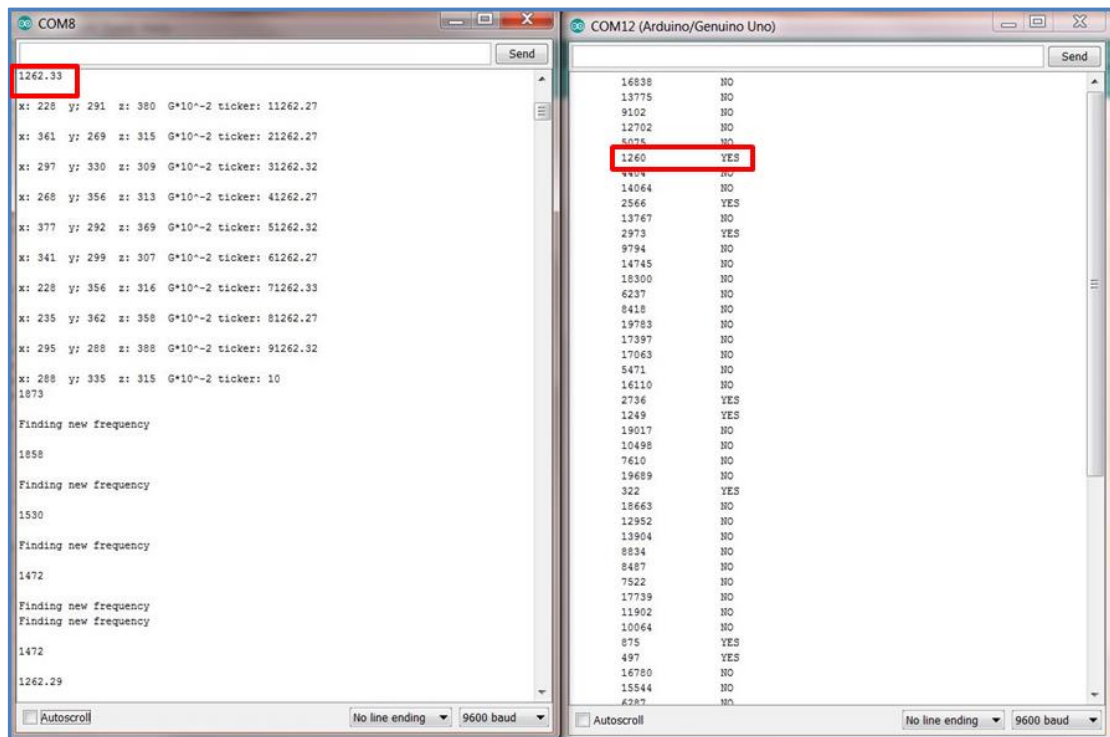 COM8
Send
1262.33
x: 228 y; 291 z: 380 G*10^-2 ticker: 11262.27
x: 361 y; 269 z: 315 G*10^-2 ticker: 21262.27
x: 297 y; 330 z: 309 G*10^-2 ticker: 31262.32
x: 268 y; 356 z: 313 G*10^-2 ticker: 41262.27
x: 377 y; 292 z: 369 G*10^-2 ticker: 51262.32
x: 341 y; 299 z: 307 G*10^-2 ticker: 61262.27
x: 228 y; 356 z: 316 G*10^-2 ticker: 71262.33
x: 235 y; 362 z: 358 G*10^-2 ticker: 81262.27
x: 295 y; 288 z: 388 G*10^-2 ticker: 91262.32
x: 288 y; 335 z: 315 G*10^-2 ticker: 10
1873
Finding new frequency
1858
Finding new frequency
1530
Finding new frequency
1472
Finding new frequency
Finding new frequency
1472
1262.29
Autoscroll No line ending 9600 baud
COM12 (Arduino/Genuino Uno)
Send
16838 NO
13775 NO
9102 NO
12702 NO
5075 NO
1260 YES
4404 NO
14064 NO
2566 YES
13767 NO
2973 YES
9794 NO
14745 NO
18300 NO
6237 NO
8418 NO
19783 NO
17397 NO
17063 NO
5471 NO
16110 NO
2736 YES
1249 YES
19017 NO
10498 NO
7610 NO
19689 NO
322 YES
18663 NO
12952 NO
13904 NO
8834 NO
8487 NO
7522 NO
17739 NO
11902 NO
10064 NO
875 YES
497 YES
16780 NO
15544 NO
6287 NO
Autoscroll No line ending 9600 baud